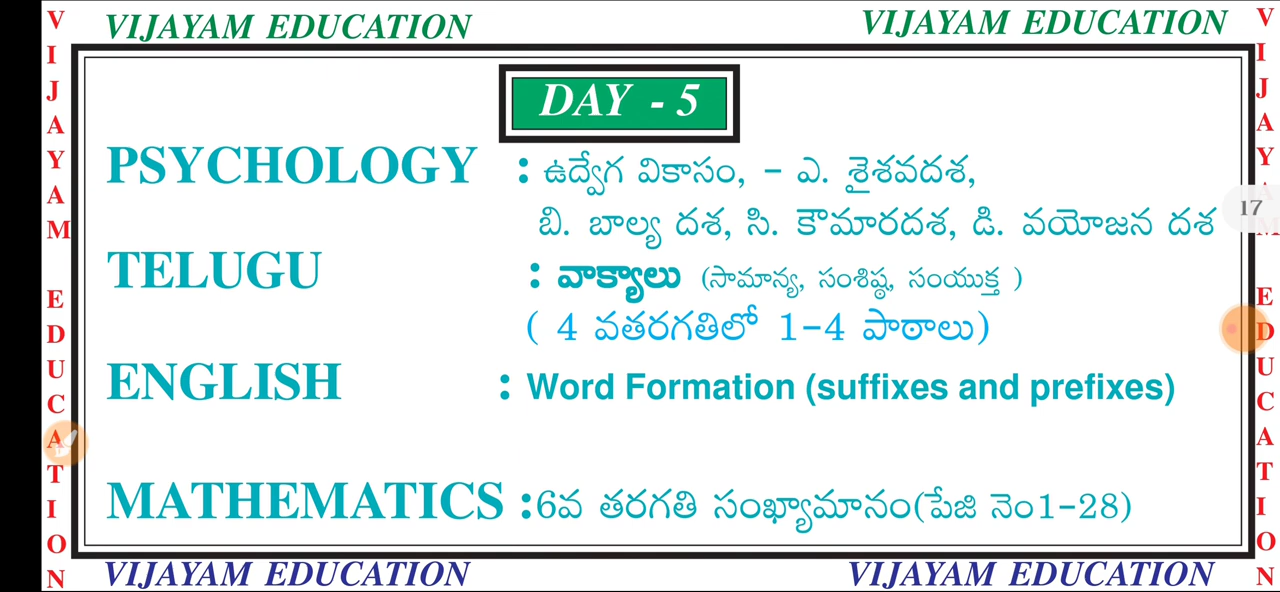 VIJAYAM EDUCATION VIJAYAM EDUCATION
DAY - 5
PSYCHOLOGY : ఉద్వేగ వికాసం, - ఎ. శైశవదశ,
బి. బాల్య దశ, సి. కౌమారదశ, డి. వయోజన దశ
17
TELUGU : వాక్యాలు (సామాన్య, సంశిష్ఠ, సంయుక్త )
( 4 వతరగతిలో 1-4 పాఠాలు)
ENGLISH : Word Formation (suffixes and prefixes)
MATHEMATICS : 6వ తరగతి సంఖ్యామానం(పేజి నెం1-28)
VIJAYAM EDUCATION VIJAYAM EDUCATION
VIJAYAM EDUCATION
VIJAYAM EDUCATION